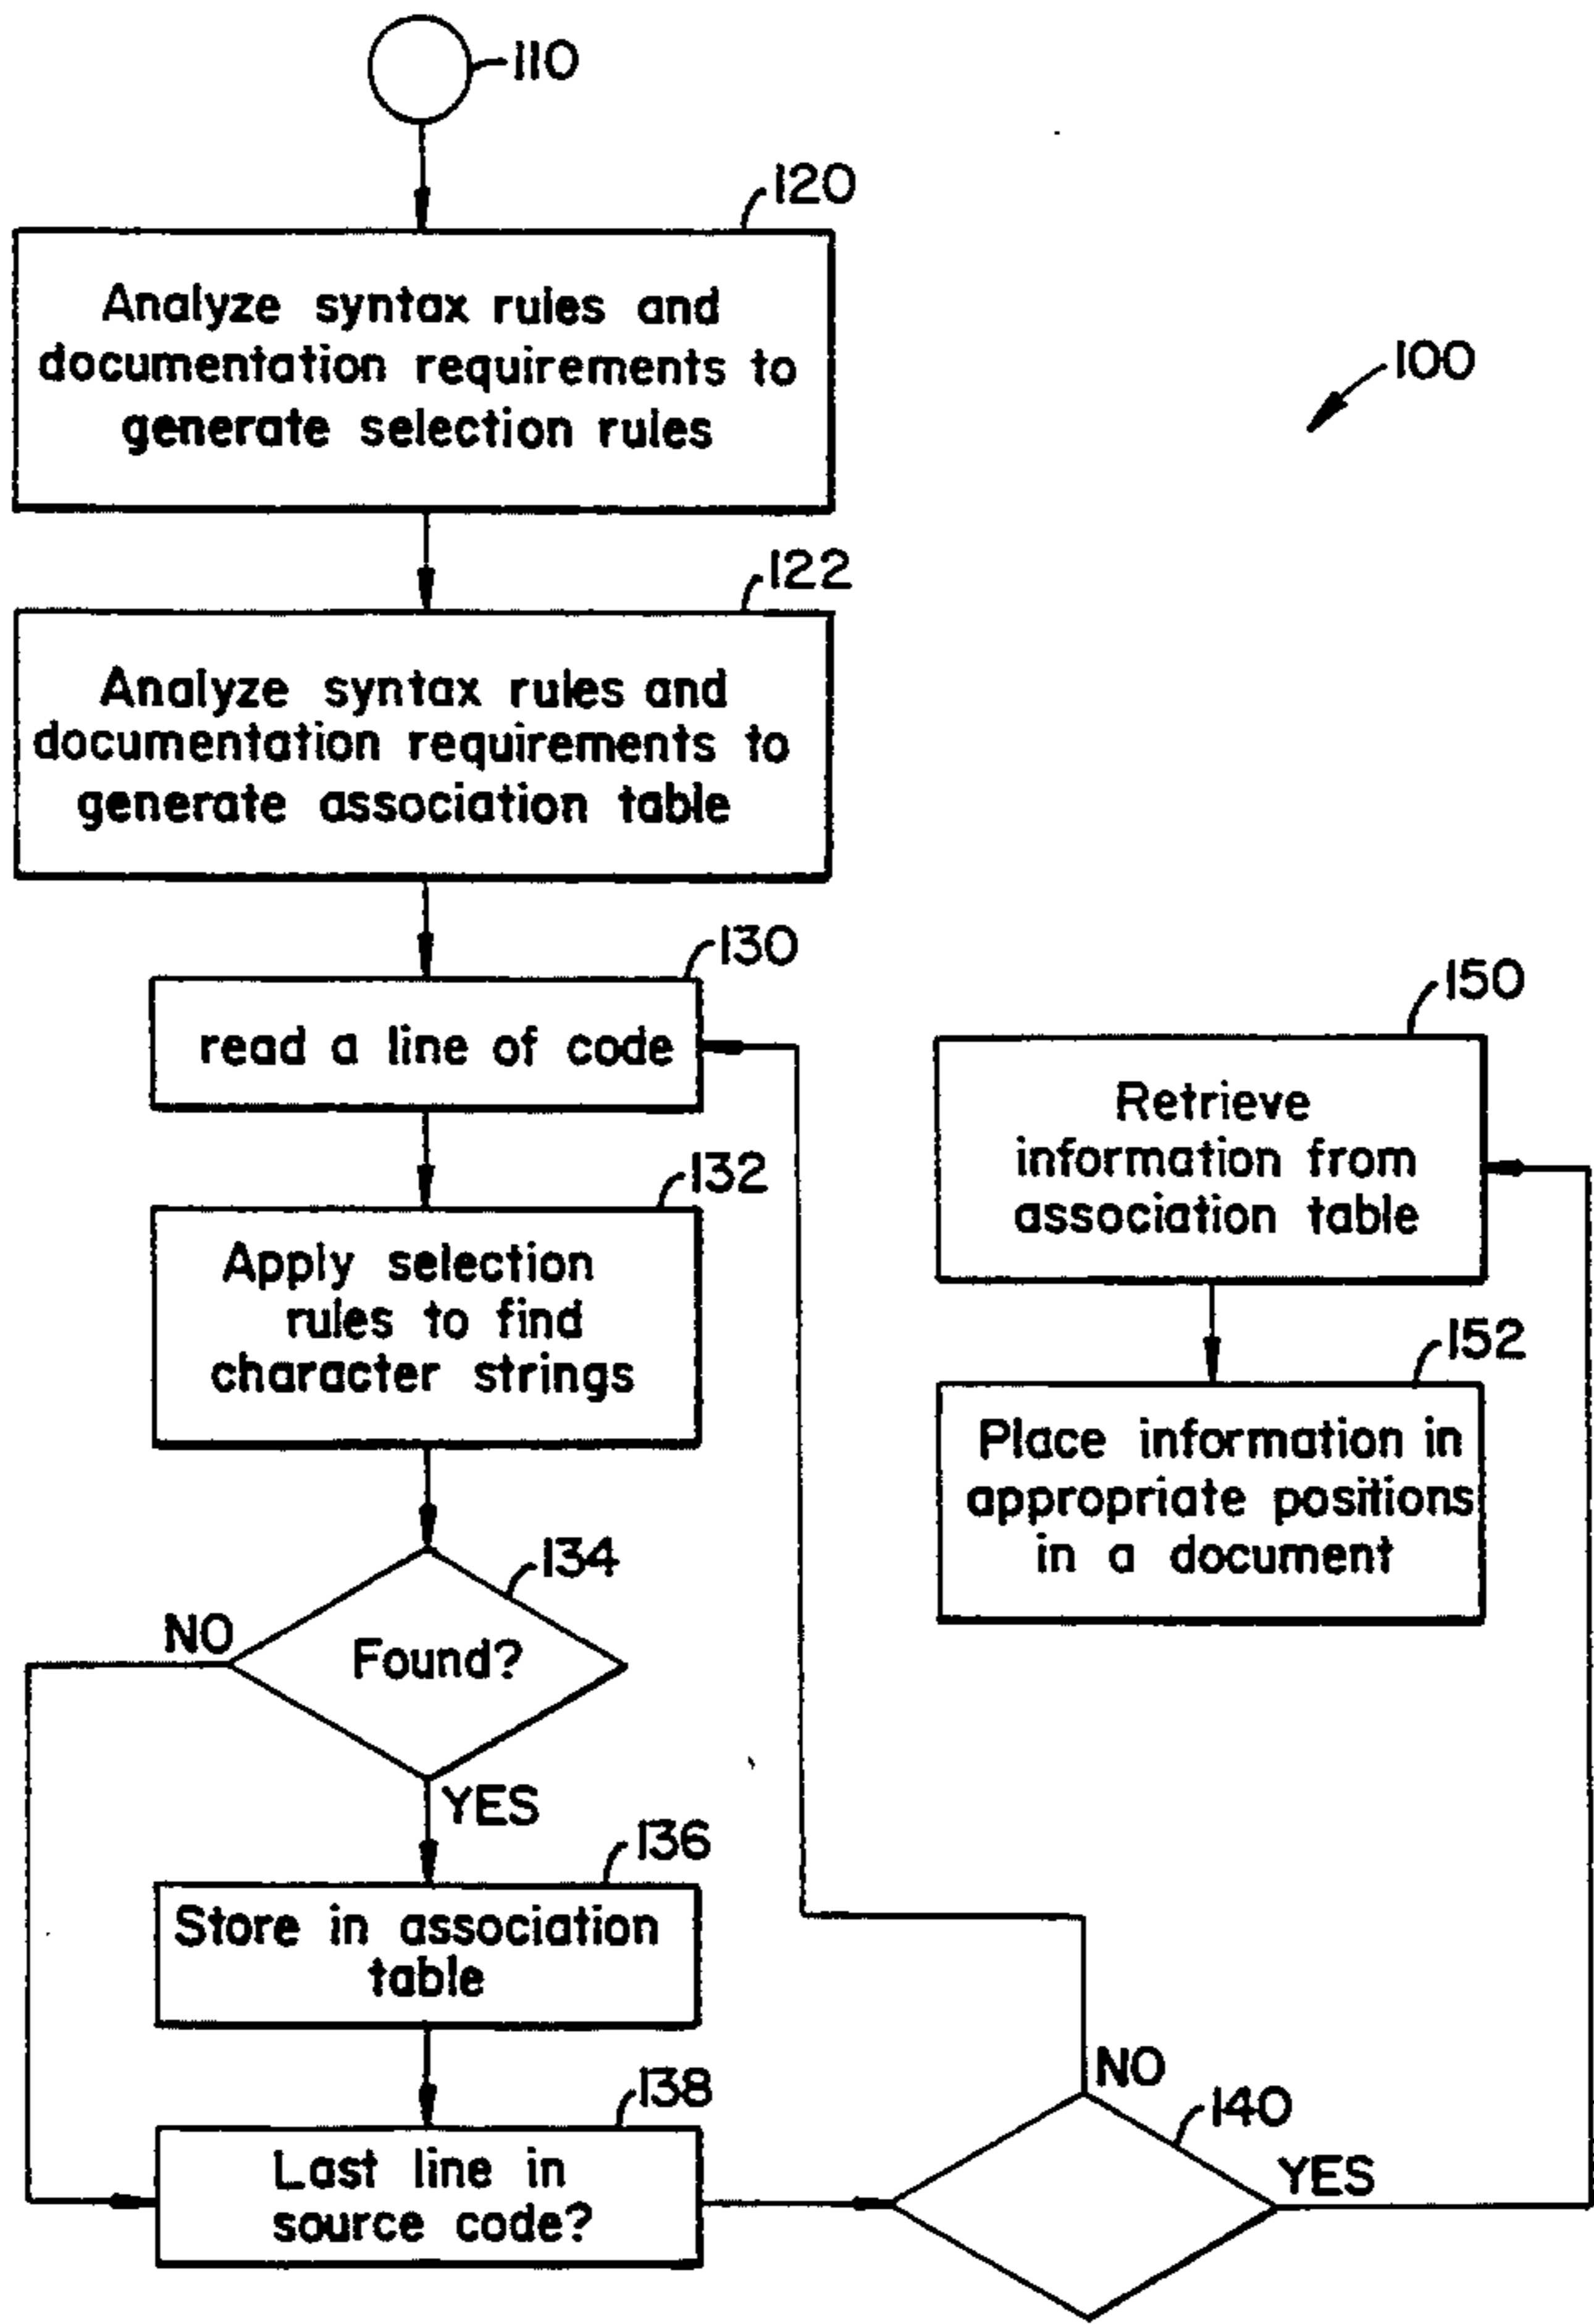 110
120
Analyze syntax rules and
documentation requirements to
generate selection rules
100
122
Analyze syntax rules and
documentation requirements to
generate association table
130
read a line of code
150
Retrieve
information from
association table
132
Apply selection
rules to find
character strings
152
Place information in
appropriate positions
in a document
134
NO
Found?
YES
136
Store in association
table
138
Last line in
source code?
NO
140
YES